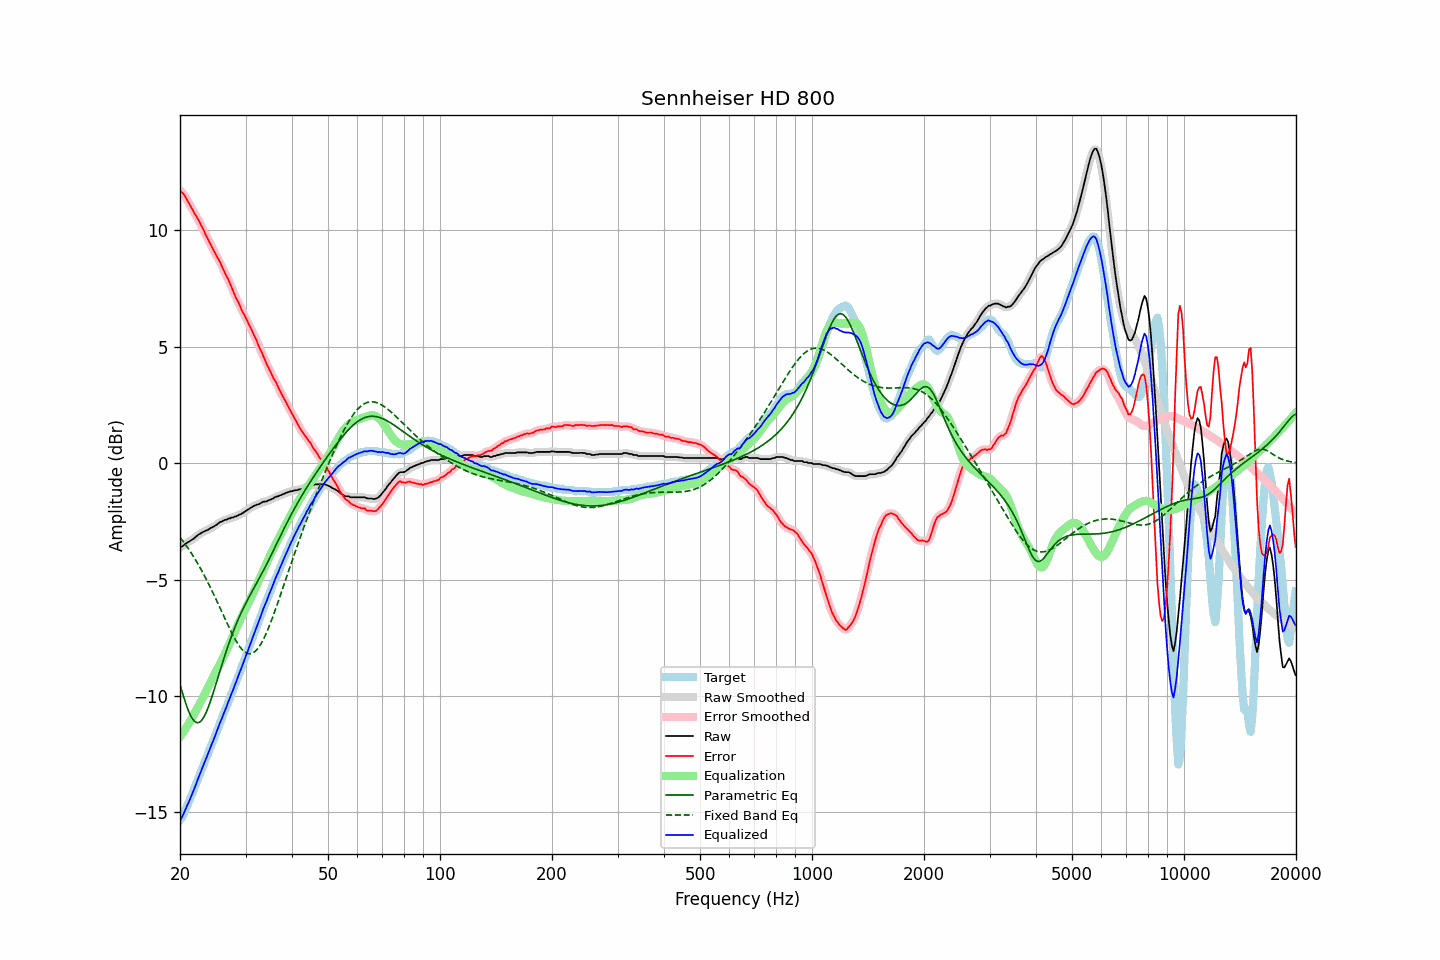 Sennheiser HD 800
Amplitude (dBr)
10
5
0
−5
−10
−15
Target
Raw Smoothed
Error Smoothed
Raw
Error
Equalization
Parametric Eq
Fixed Band Eq
Equalized
20 50 100 200 500 1000 2000 5000 10000 20000
Frequency (Hz)